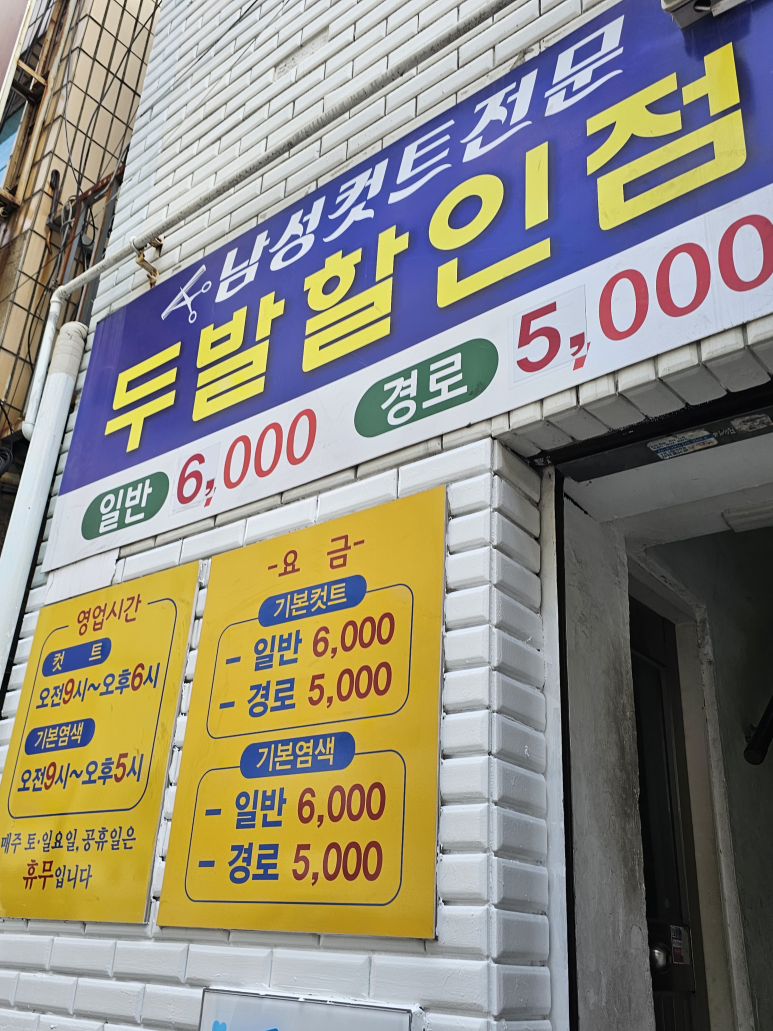 남성컷트전문
두발할인점
일반 6,000 경로 5,000
영업시간
컷 트
오전9시~오후6시
기본염색
오전9시~오후5시
매주 토·일요일, 공휴일은
휴무입니다
-요 금-
기본컷트
- 일반 6,000
- 경로 5,000
기본염색
- 일반 6,000
- 경로 5,000